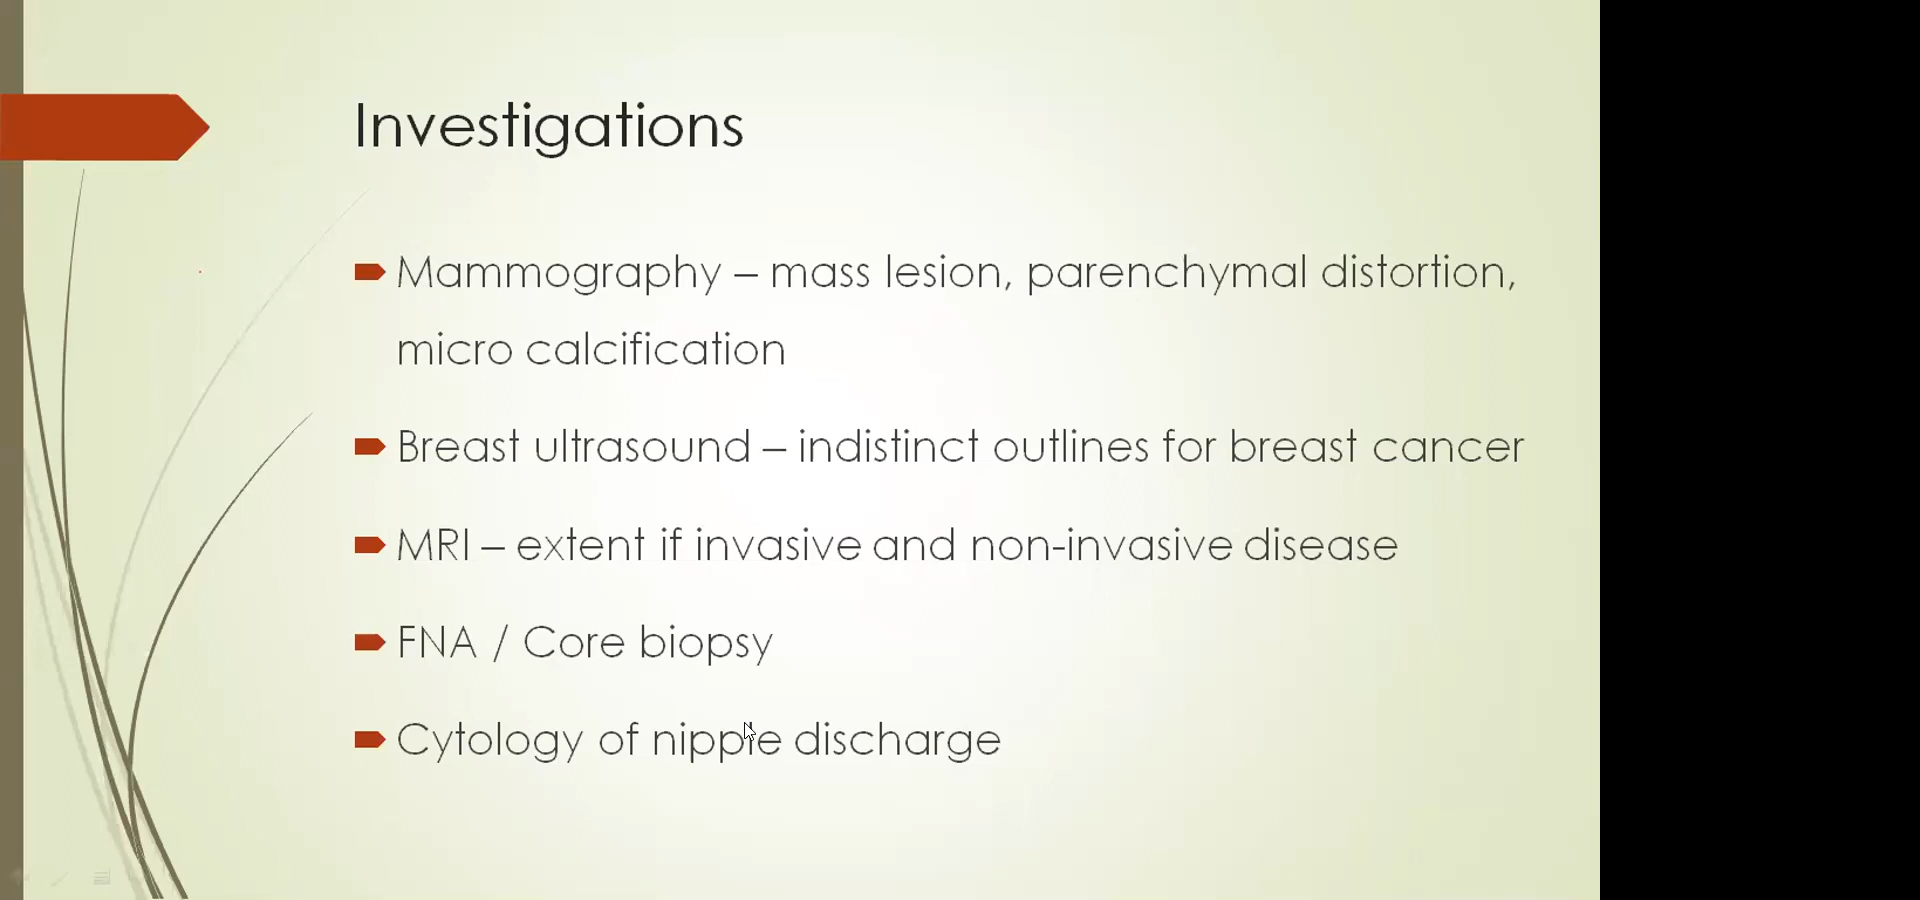 Investigations
Mammography – mass lesion, parenchymal distortion,
micro calcification
Breast ultrasound – indistinct outlines for breast cancer
MRI – extent if invasive and non-invasive disease
FNA / Core biopsy
Cytology of nipple discharge